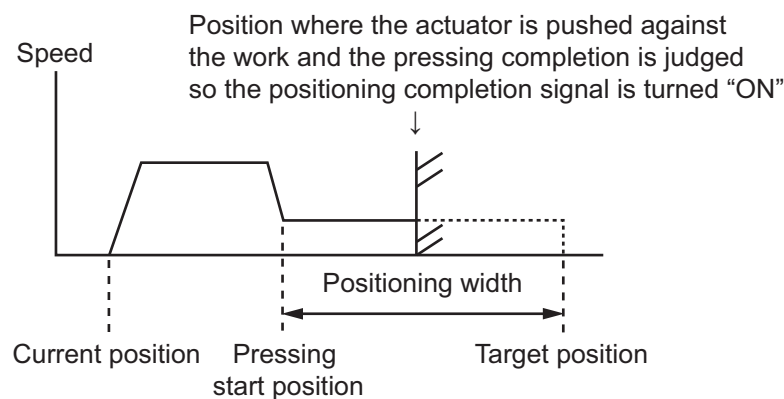 Position where the actuator is pushed against
the work and the pressing completion is judged
so the positioning completion signal is turned “ON”
↓
Speed
Positioning width
Current position
Pressing
start position
Target position